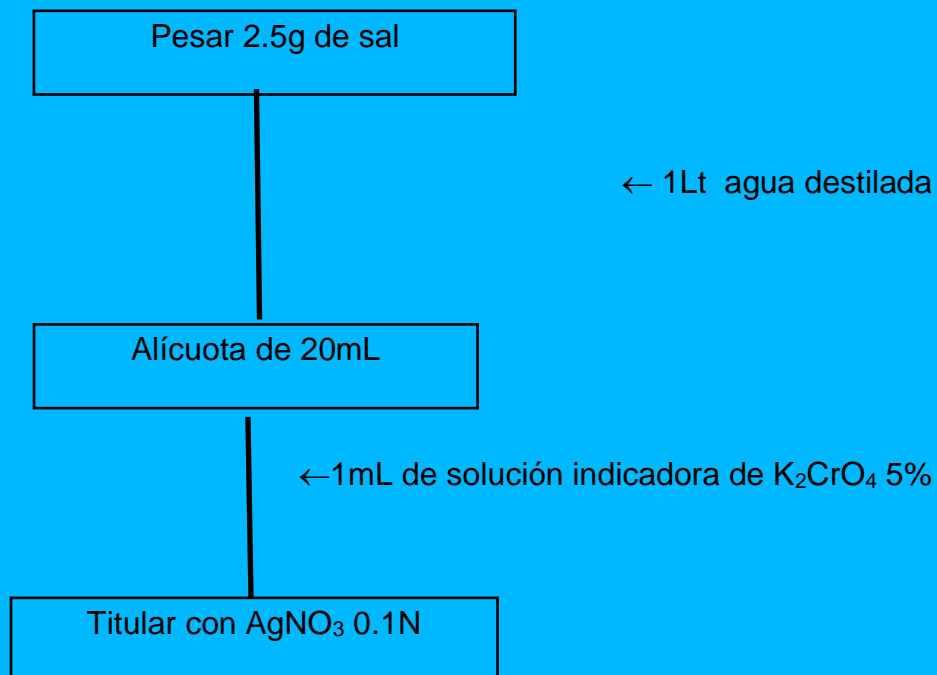 Pesar 2.5g de sal
← 1Lt agua destilada
Alícuota de 20mL
←1mL de solución indicadora de K₂CrO₄ 5%
Titular con AgNO₃ 0.1N